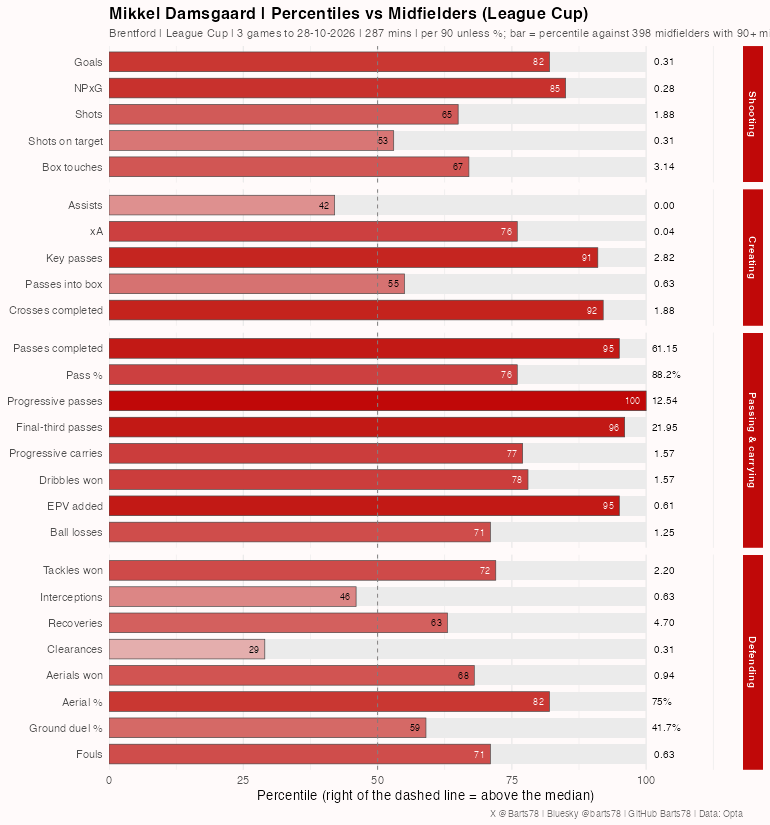 Mikkel Damsgaard | Percentiles vs Midfielders (League Cup)
Brentford | League Cup | 3 games to 28-10-2026 | 287 mins | per 90 unless %; bar = percentile against 398 midfielders with 90+ mi
Goals 82 0.31
NPxG 85 0.28
Shots 65 1.88
Shots on target 53 0.31
Box touches 67 3.14
Shooting
Assists 42 0.00
xA 76 0.04
Key passes 91 2.82
Passes into box 55 0.63
Crosses completed 92 1.88
Creating
Passes completed 95 61.15
Pass % 76 88.2%
Progressive passes 100 12.54
Final-third passes 96 21.95
Progressive carries 77 1.57
Dribbles won 78 1.57
EPV added 95 0.61
Ball losses 71 1.25
Passing & carrying
Tackles won 72 2.20
Interceptions 46 0.63
Recoveries 63 4.70
Clearances 29 0.31
Aerials won 68 0.94
Aerial % 82 75%
Ground duel % 59 41.7%
Fouls 71 0.63
Defending
0 25 50 75 100
Percentile (right of the dashed line = above the median)
X @Barts78 | Bluesky @barts78 | GitHub Barts78 | Data: Opta